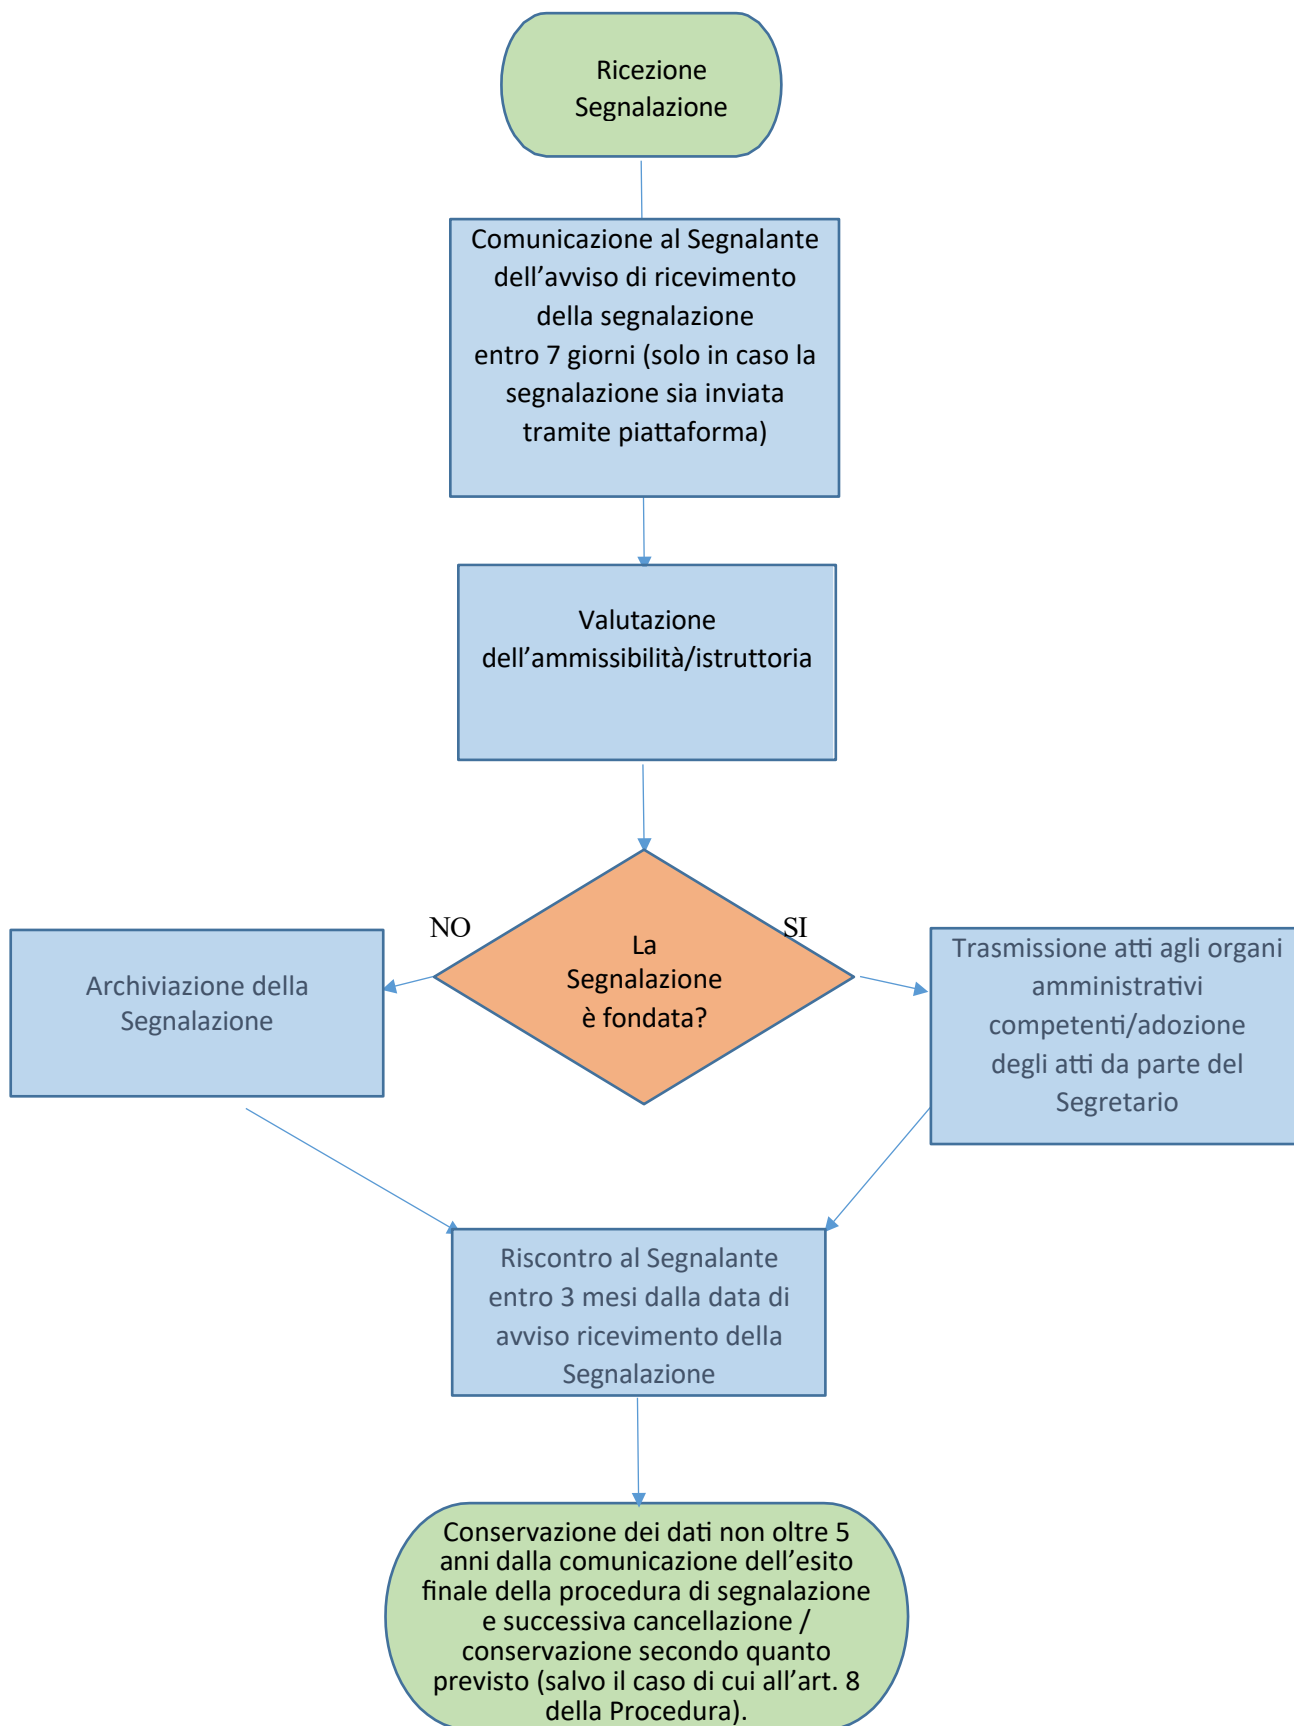 Ricezione
Segnalazione
Comunicazione al Segnalante
dell’avviso di ricevimento
della segnalazione
entro 7 giorni (solo in caso la
segnalazione sia inviata
tramite piattaforma)
Valutazione
dell’ammissibilità/istruttoria
NO
SI
La
Segnalazione
è fondata?
Archiviazione della
Segnalazione
Trasmissione atti agli organi
amministrativi
competenti/adozione
degli atti da parte del
Segretario
Riscontro al Segnalante
entro 3 mesi dalla data di
avviso ricevimento della
Segnalazione
Conservazione dei dati non oltre 5
anni dalla comunicazione dell’esito
finale della procedura di segnalazione
e successiva cancellazione /
conservazione secondo quanto
previsto (salvo il caso di cui all’art. 8
della Procedura).